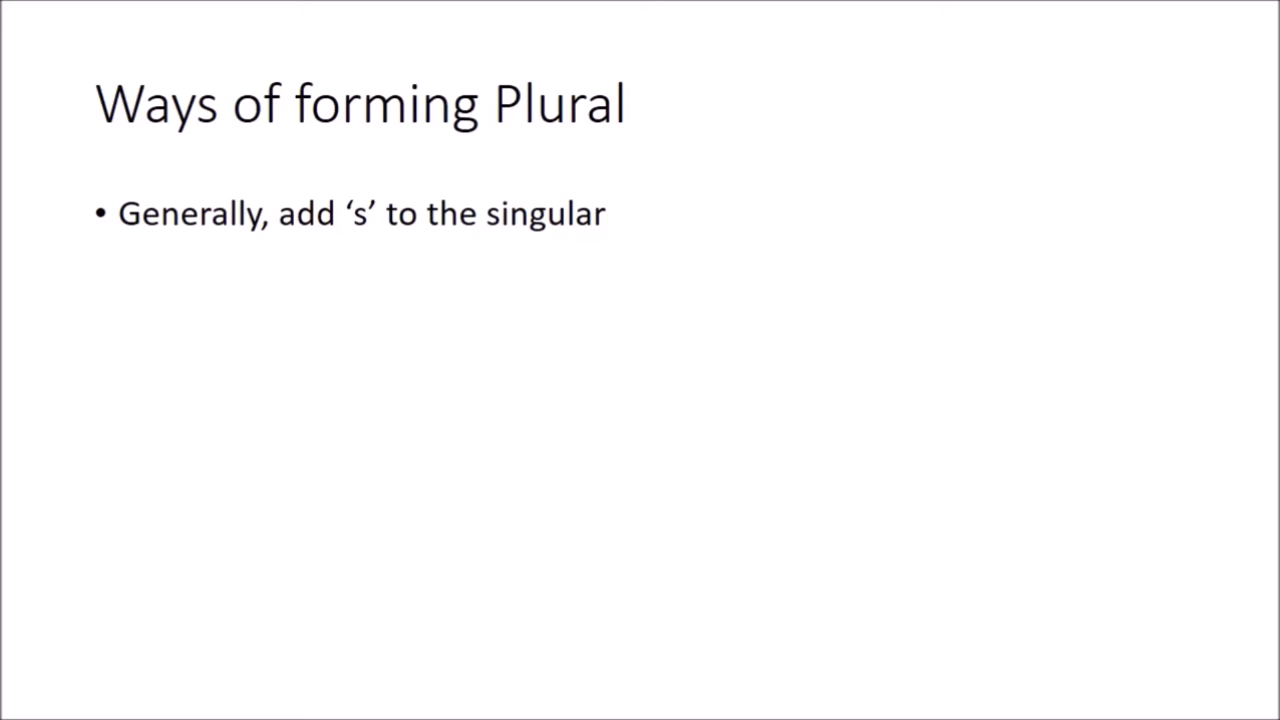 Ways of forming Plural
• Generally, add ‘s’ to the singular